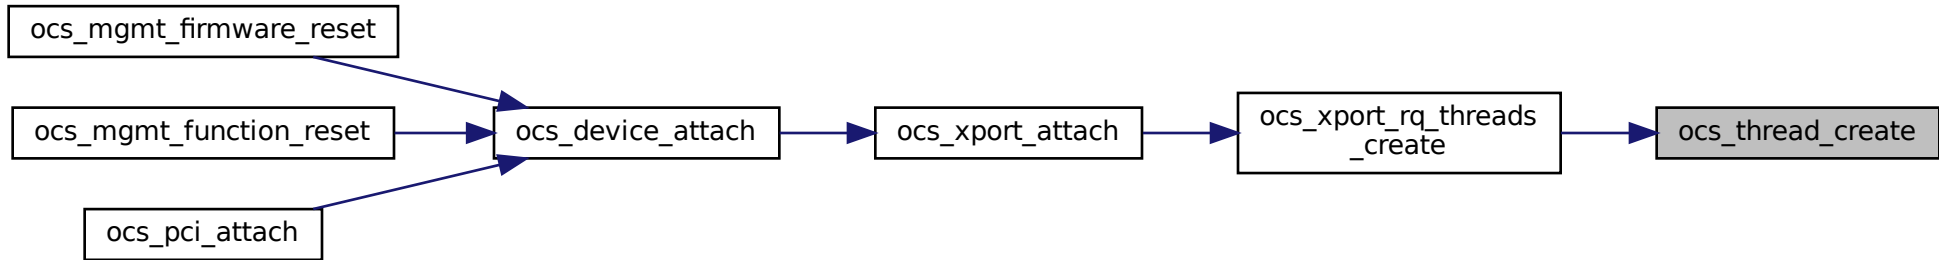 ocs_mgmt_firmware_reset
ocs_mgmt_function_reset
ocs_pci_attach
ocs_device_attach
ocs_xport_attach
ocs_xport_rq_threads
_create
ocs_thread_create